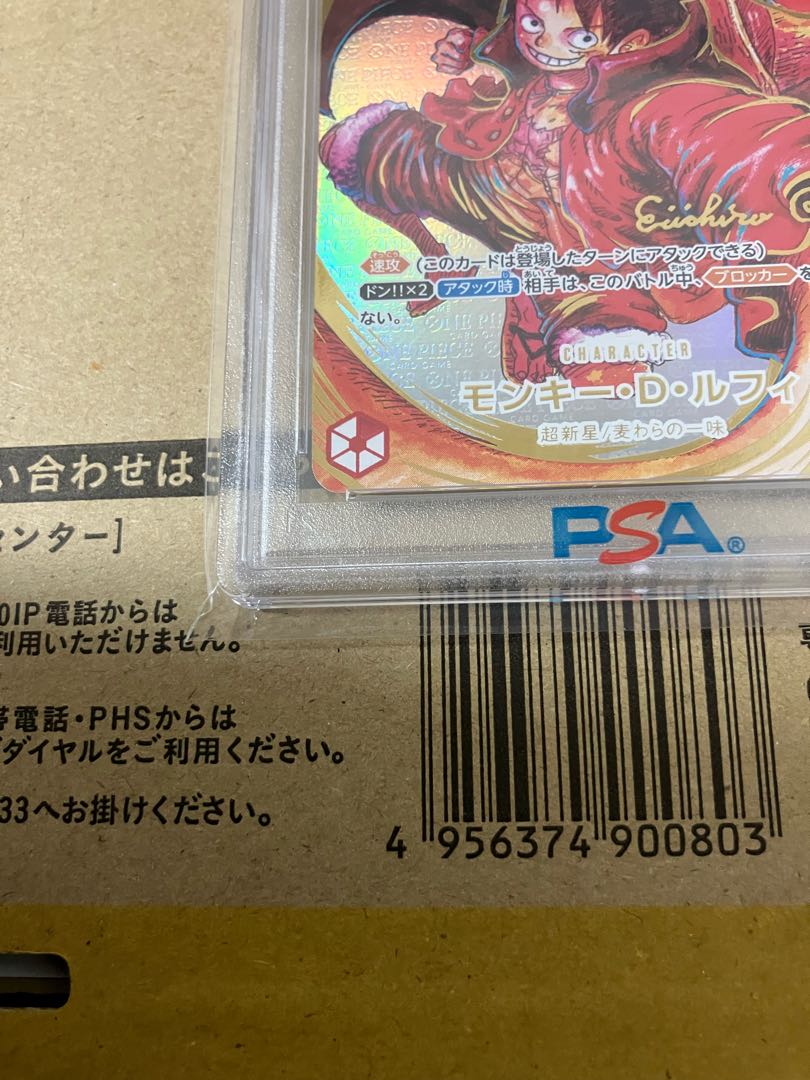 Eiichiro
速攻 (このカードは登場したターンにアタックできる)
ドン!!×2 アタック時 相手は、このバトル中、ブロッカー を
ない。
CHARACTER
モンキー・D・ルフィ
超新星/麦わらの一味
PSA®
い合わせは
センター]
0IP電話からは
利用いただけません。
帯電話・PHSからは
ダイヤルをご利用ください。
33へお掛けください。
4 956374 900803